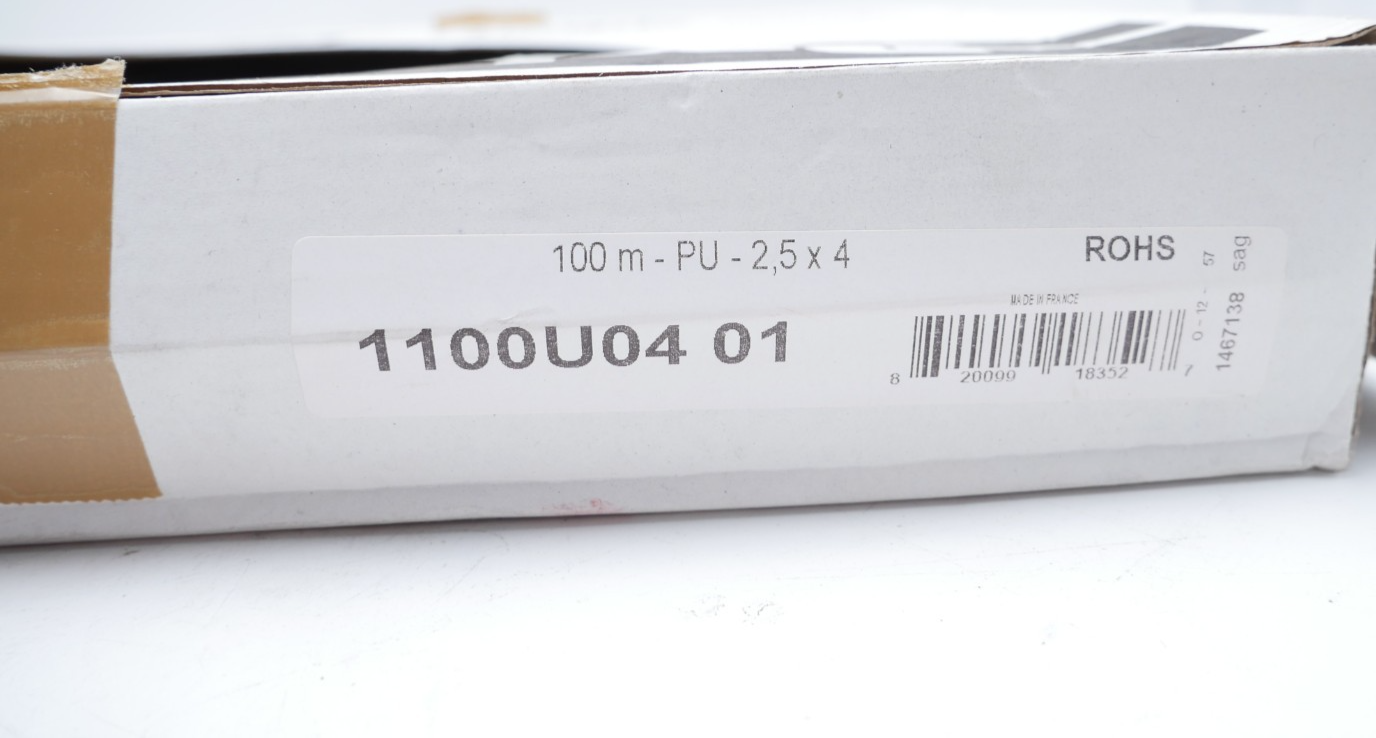 100 m - PU - 2,5 x 4
ROHS
1100U04 01
MADE IN FRANCE
8 20099 18352 7
0 - 12 - 57
1467138 sag